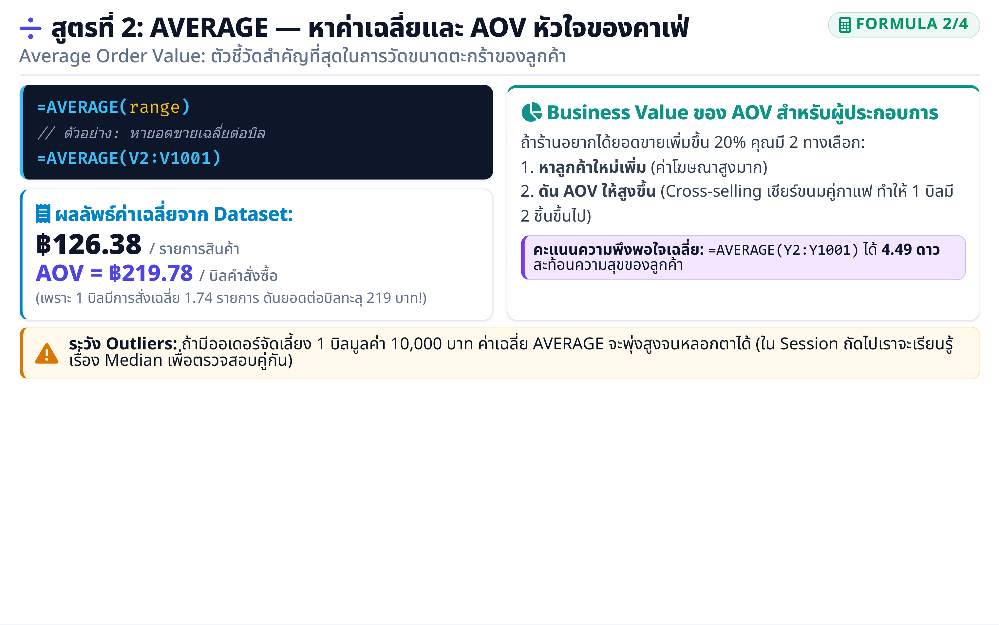 สูตรที่ 2: AVERAGE — หาค่าเฉลี่ยและ AOV หัวใจของคาเฟ่
FORMULA 2/4
Average Order Value: ตัวชี้วัดสำคัญที่สุดในการวัดขนาดตะกร้าของลูกค้า
=AVERAGE(range)
// ตัวอย่าง: หายอดขายเฉลี่ยต่อบิล
=AVERAGE(V2:V1001)
ผลลัพธ์ค่าเฉลี่ยจาก Dataset:
฿126.38 / รายการสินค้า
AOV = ฿219.78 / บิลคำสั่งซื้อ
(เพราะ 1 บิลมีการสั่งเฉลี่ย 1.74 รายการ ดันยอดต่อบิลทะลุ 219 บาท!)
Business Value ของ AOV สำหรับผู้ประกอบการ
ถ้าร้านอยากได้ยอดขายเพิ่มขึ้น 20% คุณมี 2 ทางเลือก:
1. หาลูกค้าใหม่เพิ่ม (ค่าโฆษณาสูงมาก)
2. ดัน AOV ให้สูงขึ้น (Cross-selling เชียร์ขนมคู่กาแฟ ทำให้ 1 บิลมี
2 ชิ้นขึ้นไป)
คะแนนความพึงพอใจเฉลี่ย: =AVERAGE(Y2:Y1001) ได้ 4.49 ดาว
สะท้อนความสุขของลูกค้า
ระวัง Outliers: ถ้ามีออเดอร์จัดเลี้ยง 1 บิลมูลค่า 10,000 บาท ค่าเฉลี่ย AVERAGE จะพุ่งสูงจนหลอกตาได้ (ใน Session ถัดไปเราจะเรียนรู้
เรื่อง Median เพื่อตรวจสอบคู่กัน)